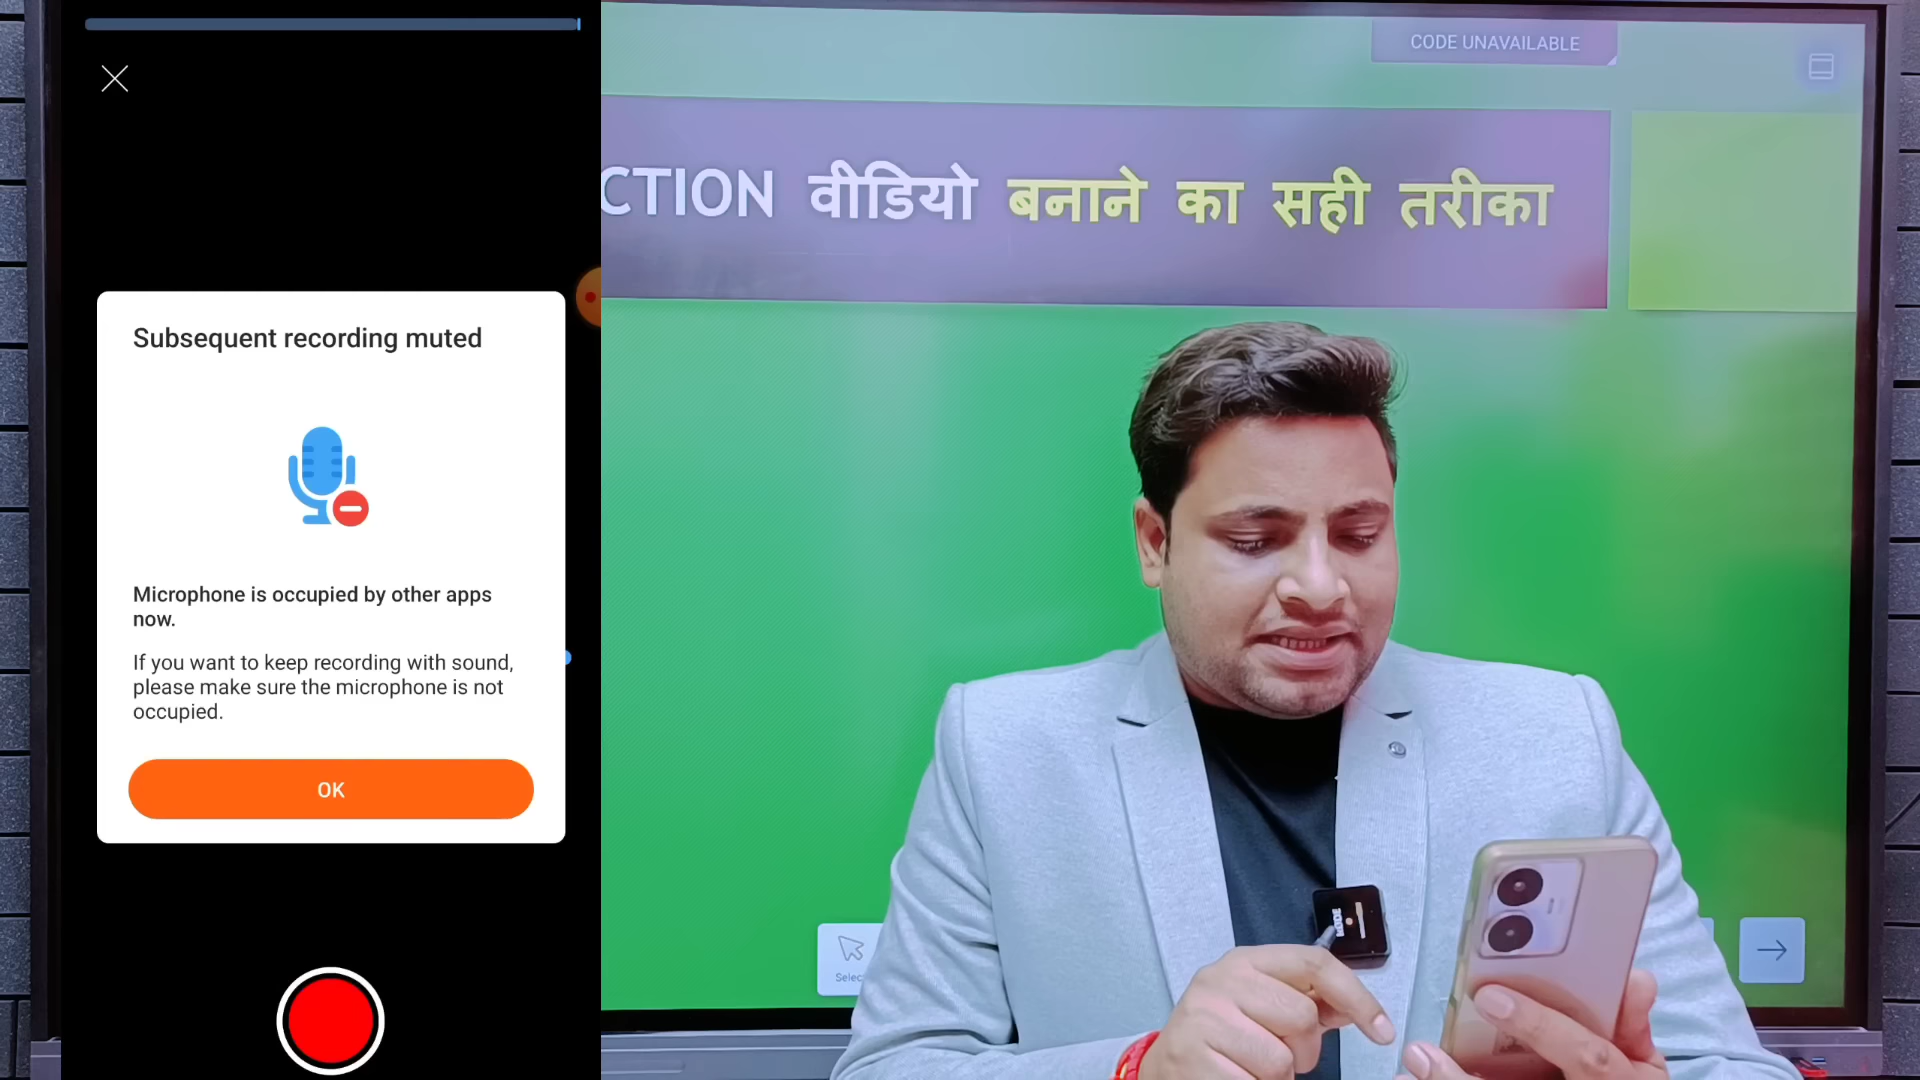 Subsequent recording muted
Microphone is occupied by other apps
now.
If you want to keep recording with sound,
please make sure the microphone is not
occupied.
OK
CODE UNAVAILABLE
CTION वीडियो बनाने का सही तरीका
Selec